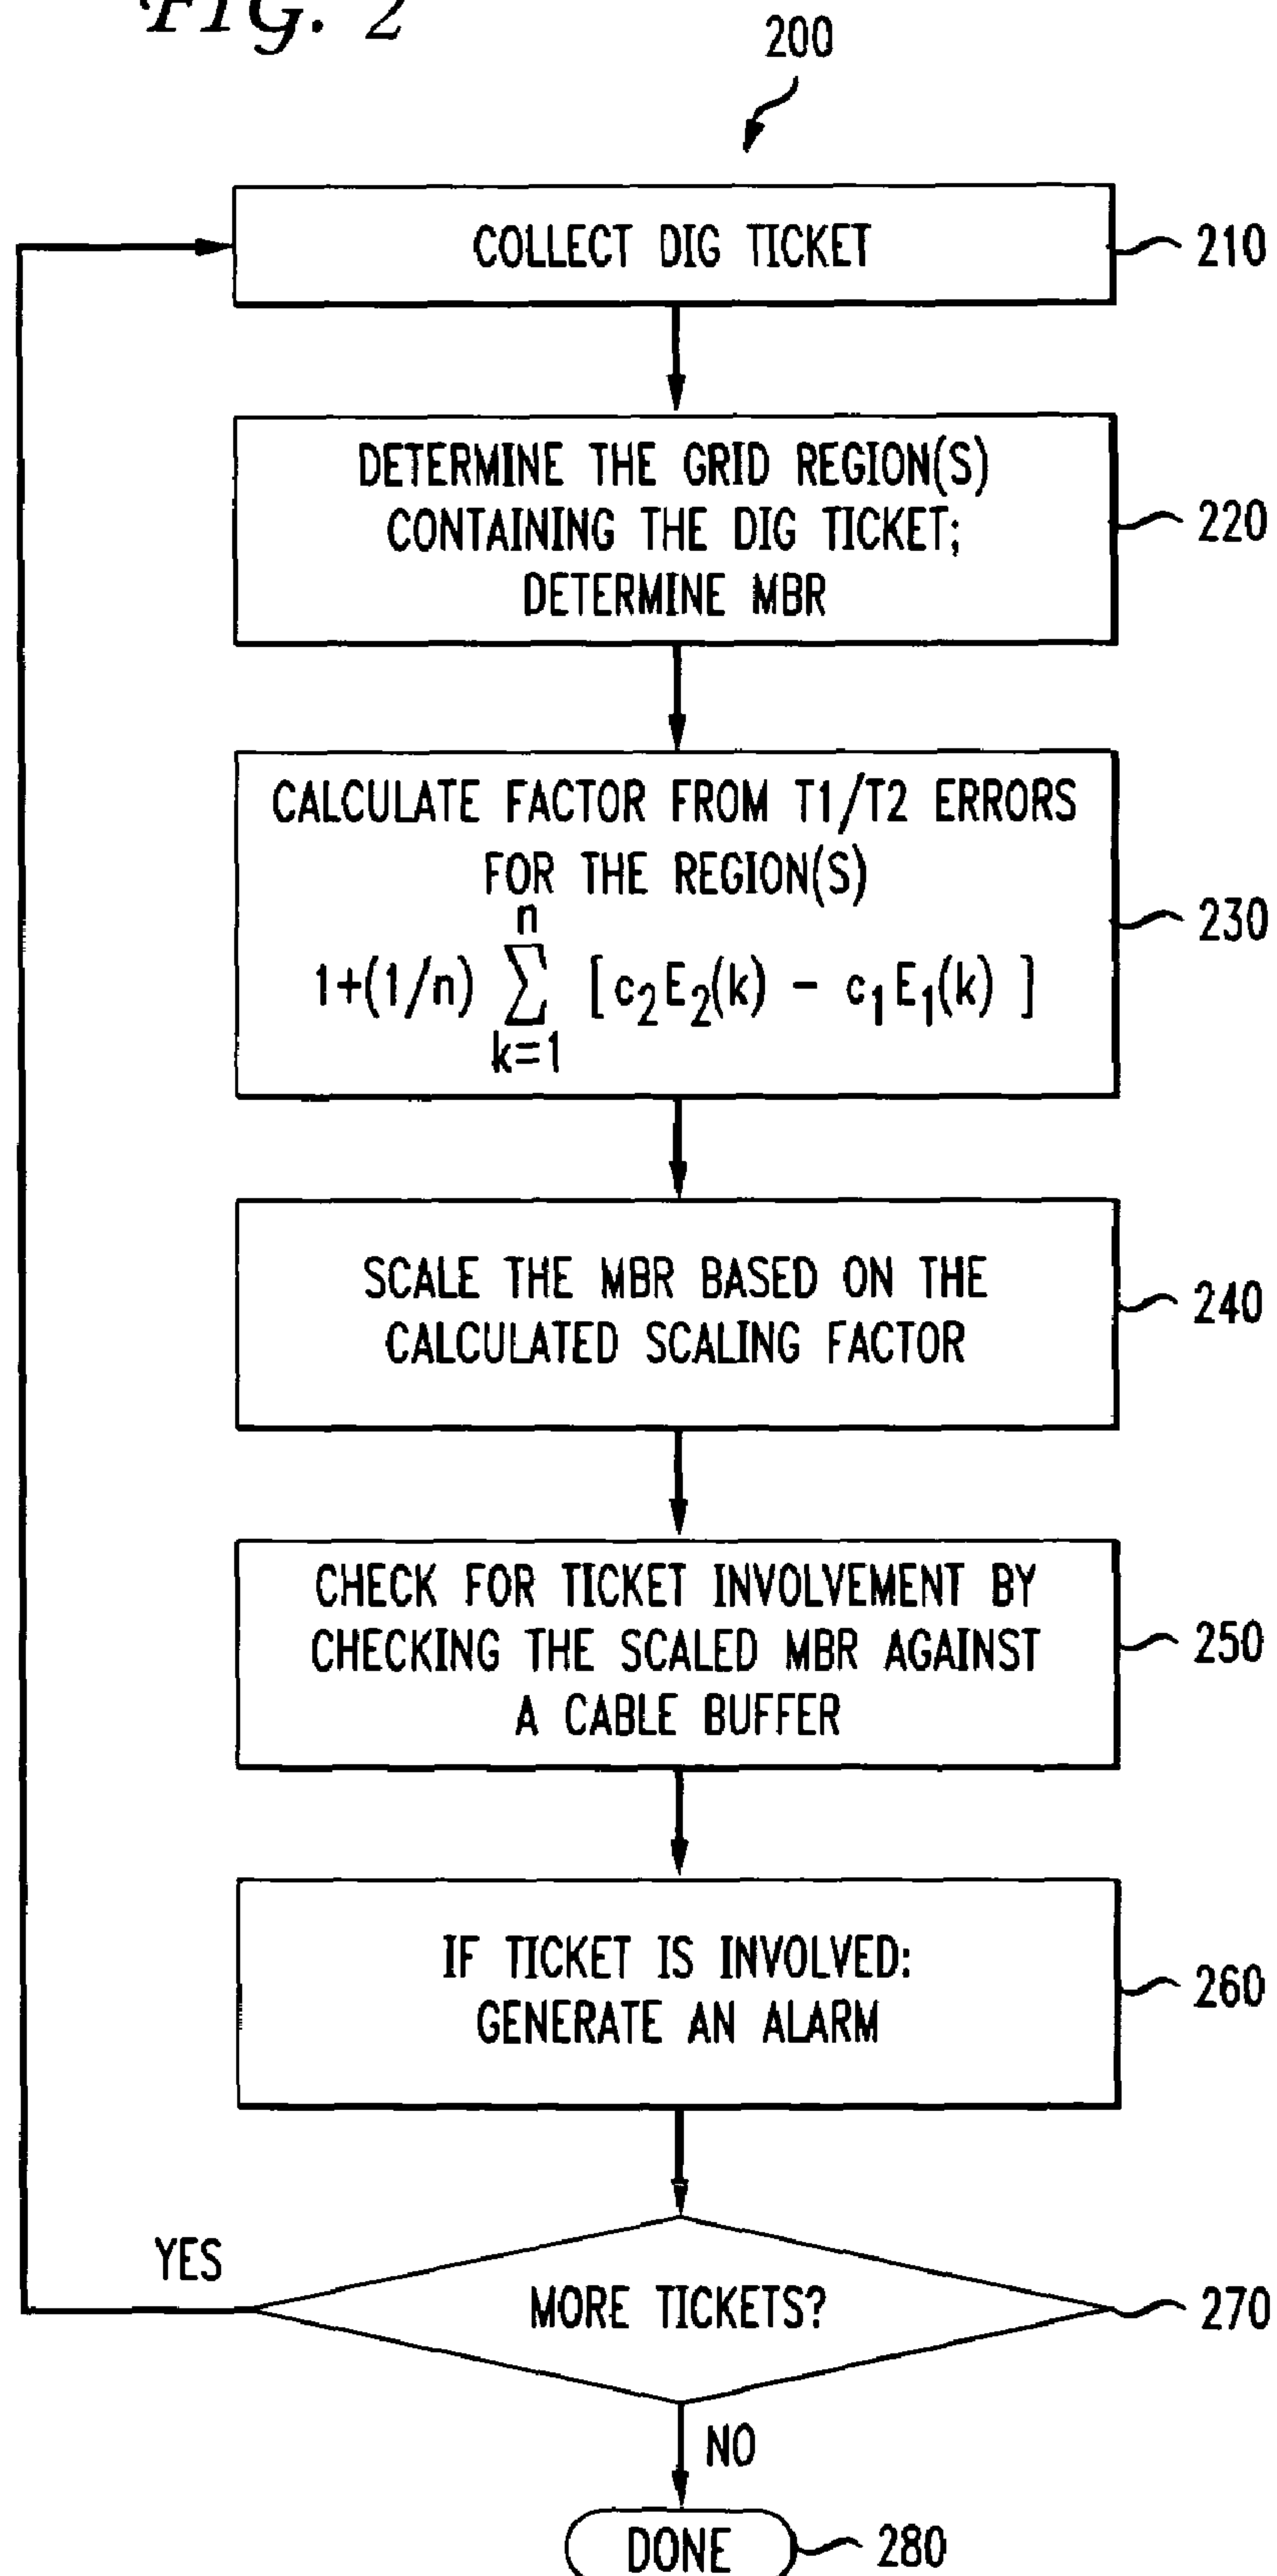 FIG. 2
200
COLLECT DIG TICKET
210
DETERMINE THE GRID REGION(S)
CONTAINING THE DIG TICKET;
DETERMINE MBR
220
CALCULATE FACTOR FROM T1/T2 ERRORS
FOR THE REGION(S)
n
1+(1/n) ∑ [c₂E₂(k) - c₁E₁(k) ]
k=1
230
SCALE THE MBR BASED ON THE
CALCULATED SCALING FACTOR
240
CHECK FOR TICKET INVOLVEMENT BY
CHECKING THE SCALED MBR AGAINST
A CABLE BUFFER
250
IF TICKET IS INVOLVED:
GENERATE AN ALARM
260
YES
MORE TICKETS?
270
NO
DONE
280